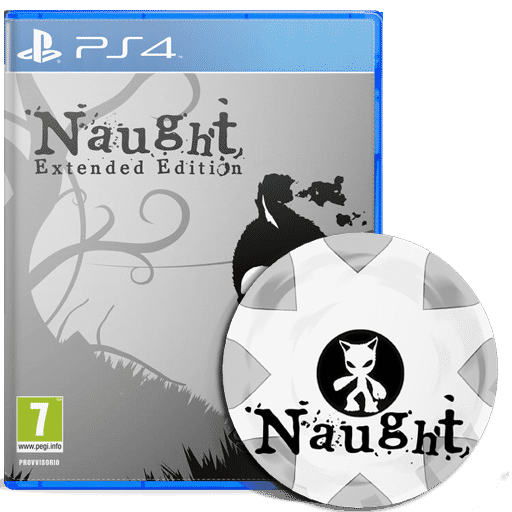 PS4
Naught
Extended Edition
7
www.pegi.info
PROVVISORIO
Naught